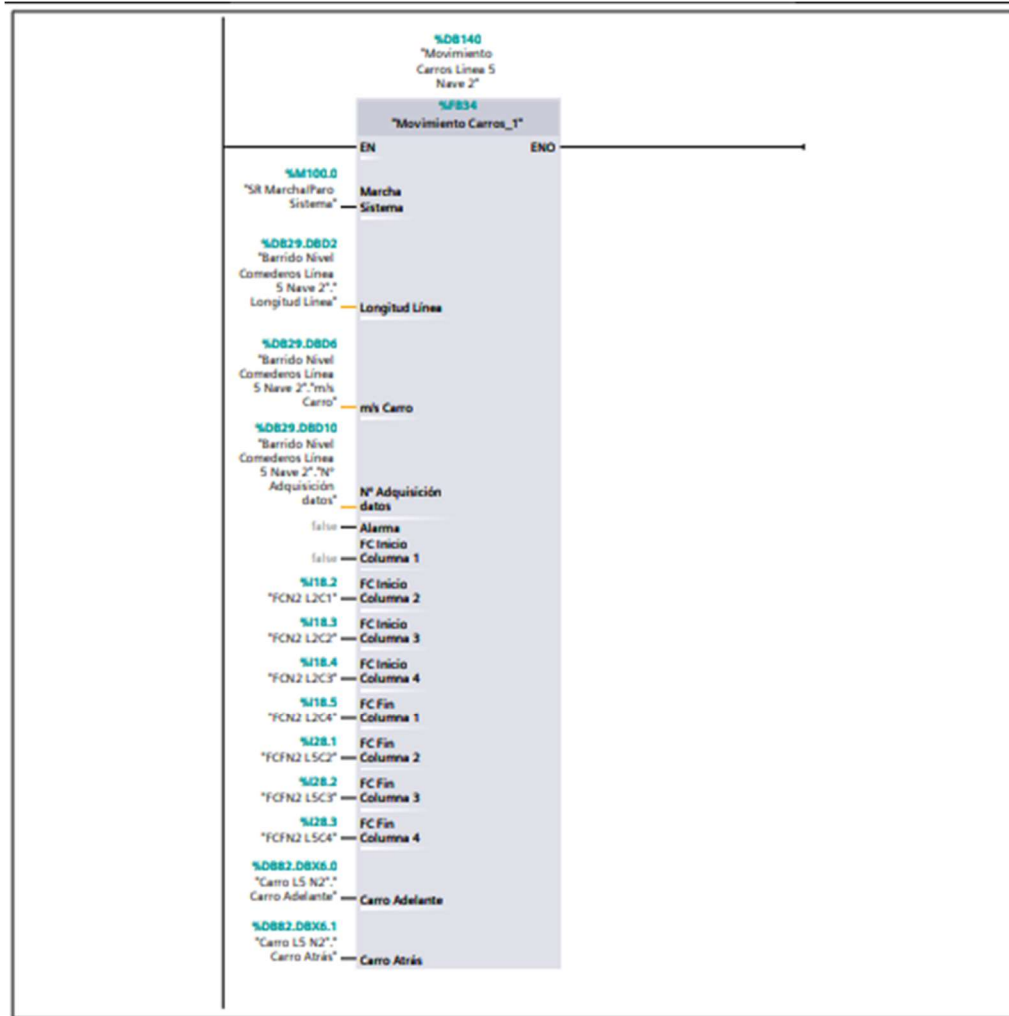 %DB140
"Movimiento
Carros Linea 5
Nave 2"
%FB34
"Movimiento Carros_1"
EN
ENO
%M100.0
"SR Marcha/Paro
Sistema"
Marcha
Sistema
%DB29.DBD2
"Barrido Nivel
Comederos Línea
5 Nave 2"."
Longitud Línea"
Longitud Línea
%DB29.DBD6
"Barrido Nivel
Comederos Línea
5 Nave 2"."m/s
Carro"
m/s Carro
%DB29.DBD10
"Barrido Nivel
Comederos Línea
5 Nave 2"."Nº
Adquisición
datos"
Nº Adquisición
datos
false
Alarma
false
FC Inicio
Columna 1
%I18.2
"FCN2 L2C1"
FC Inicio
Columna 2
%I18.3
"FCN2 L2C2"
FC Inicio
Columna 3
%I18.4
"FCN2 L2C3"
FC Inicio
Columna 4
%I18.5
"FCN2 L2C4"
FC Fin
Columna 1
%I28.1
"FCFN2 L5C2"
FC Fin
Columna 2
%I28.2
"FCFN2 L5C3"
FC Fin
Columna 3
%I28.3
"FCFN2 L5C4"
FC Fin
Columna 4
%DB82.DBX6.0
"Carro L5 N2"."
Carro Adelante"
Carro Adelante
%DB82.DBX6.1
"Carro L5 N2"."
Carro Atrás"
Carro Atrás